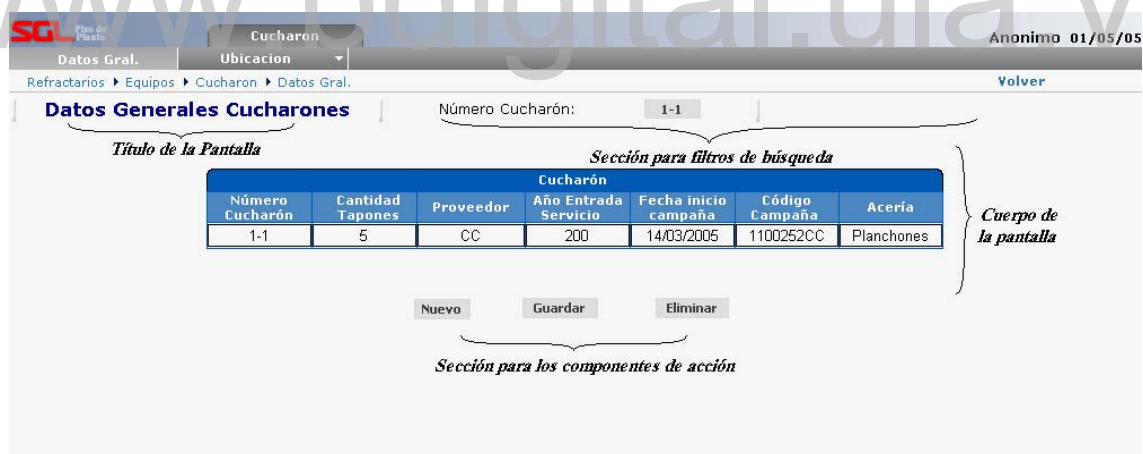 www.bdigital.ula.v
SGL Piso de Planta
Cucharon
Anonimo 01/05/05
Datos Gral.
Ubicacion
Refractarios Equipos Cucharon Datos Gral.
Volver
Datos Generales Cucharones
Número Cucharón:
1-1
Título de la Pantalla
Sección para filtros de búsqueda
Cucharón
Número Cucharón
Cantidad Tapones
Proveedor
Año Entrada Servicio
Fecha inicio campaña
Código Campaña
Acería
1-1 5 CC 200 14/03/2005 1100252CC Planchones
Cuerpo de
la pantalla
Nuevo Guardar Eliminar
Sección para los componentes de acción